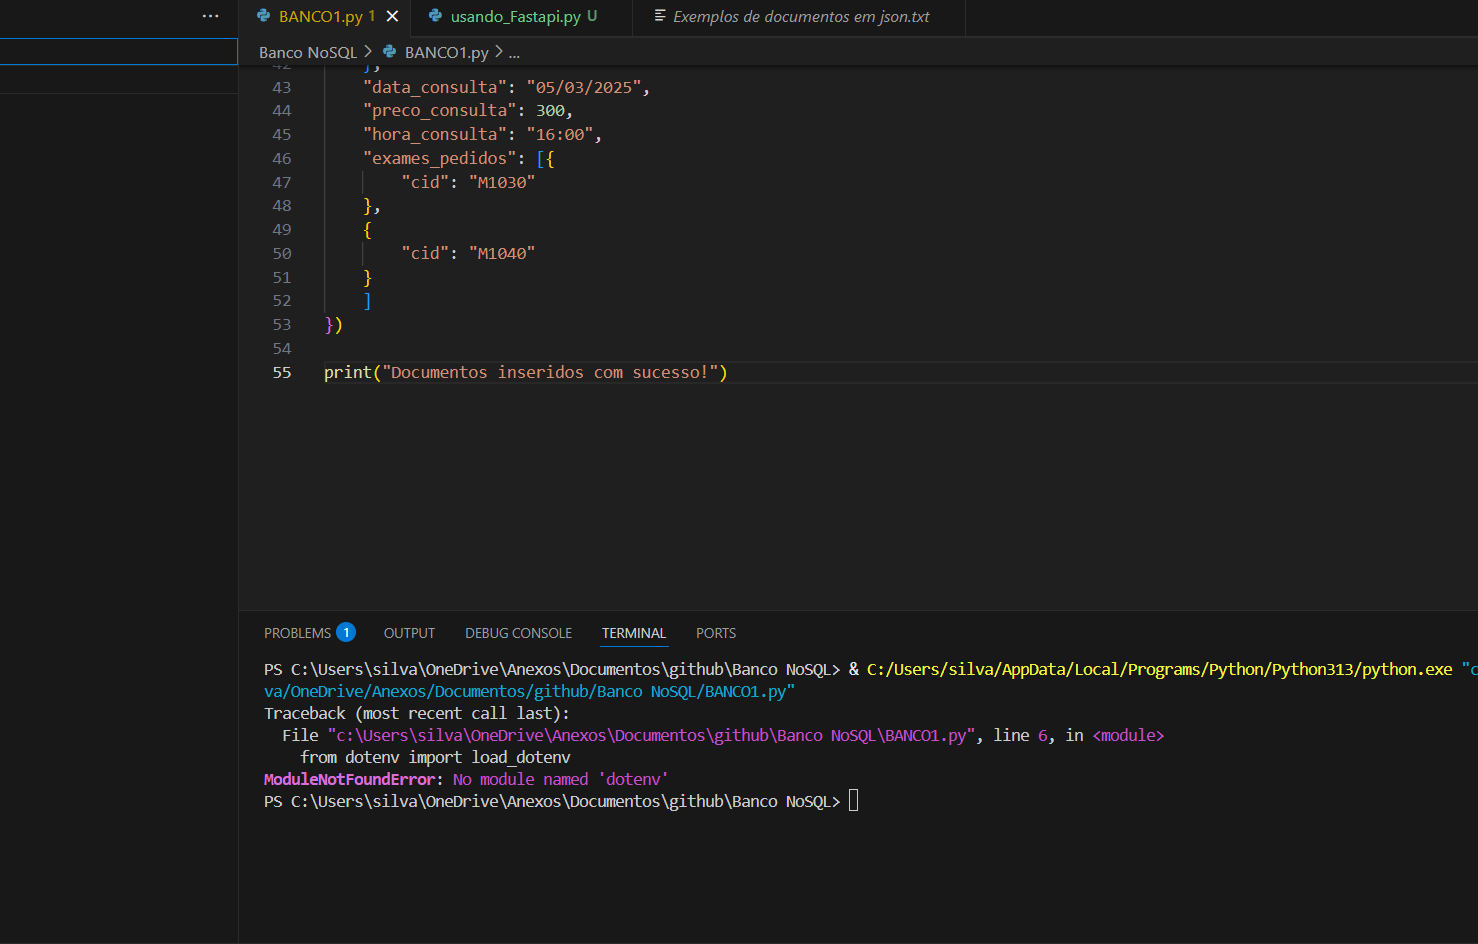 BANCO1.py 1
usando_Fastapi.py U
Exemplos de documentos em json.txt
Banco NoSQL > BANCO1.py > ...
42 ],
43 "data_consulta": "05/03/2025",
44 "preco_consulta": 300,
45 "hora_consulta": "16:00",
46 "exames_pedidos": [{
47 "cid": "M1030"
48 },
49 {
50 "cid": "M1040"
51 }
52 ]
53 })
54
55 print("Documentos inseridos com sucesso!")
PROBLEMS 1 OUTPUT DEBUG CONSOLE TERMINAL PORTS
PS C:\Users\silva\OneDrive\Anexos\Documentos\github\Banco NoSQL> & C:/Users/silva/AppData/Local/Programs/Python/Python313/python.exe "c
va/OneDrive/Anexos/Documentos/github/Banco NoSQL/BANCO1.py"
Traceback (most recent call last):
File "c:\Users\silva\OneDrive\Anexos\Documentos\github\Banco NoSQL\BANCO1.py", line 6, in <module>
from dotenv import load_dotenv
ModuleNotFoundError: No module named 'dotenv'
PS C:\Users\silva\OneDrive\Anexos\Documentos\github\Banco NoSQL>